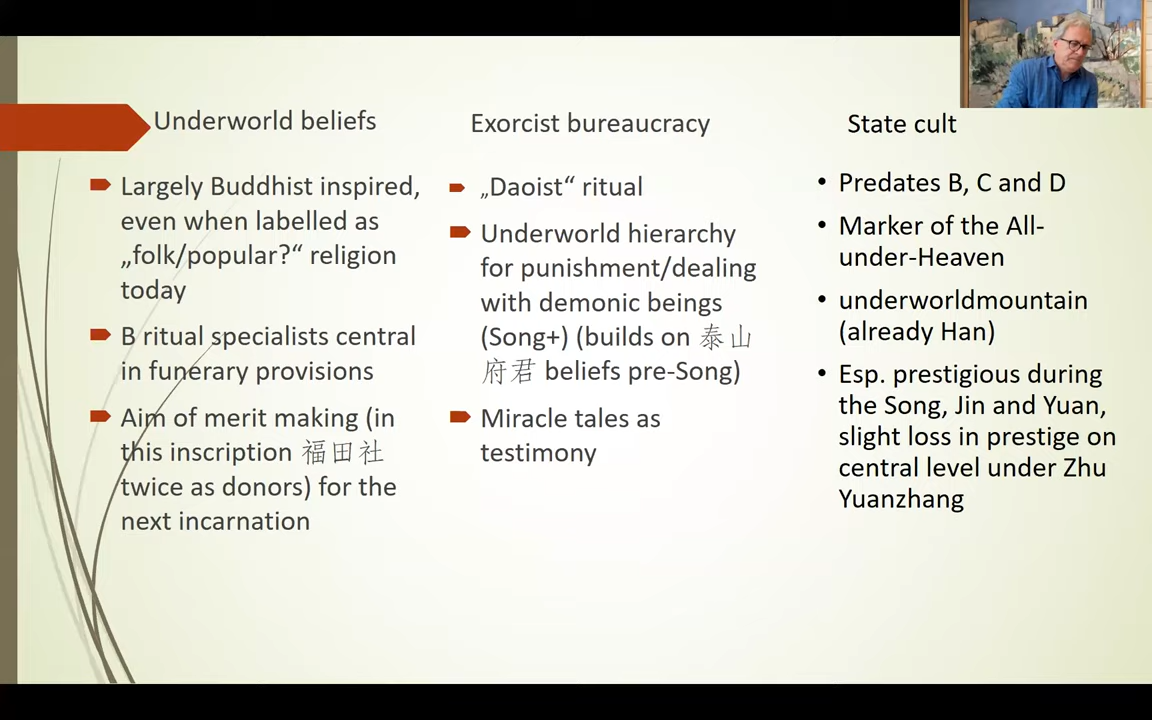 Underworld beliefs
Largely Buddhist inspired,
even when labelled as
„folk/popular?“ religion
today
B ritual specialists central
in funerary provisions
Aim of merit making (in
this inscription 福田社
twice as donors) for the
next incarnation
Exorcist bureaucracy
„Daoist“ ritual
Underworld hierarchy
for punishment/dealing
with demonic beings
(Song+) (builds on 泰山
府君 beliefs pre-Song)
Miracle tales as
testimony
State cult
Predates B, C and D
Marker of the All-
under-Heaven
underworldmountain
(already Han)
Esp. prestigious during
the Song, Jin and Yuan,
slight loss in prestige on
central level under Zhu
Yuanzhang